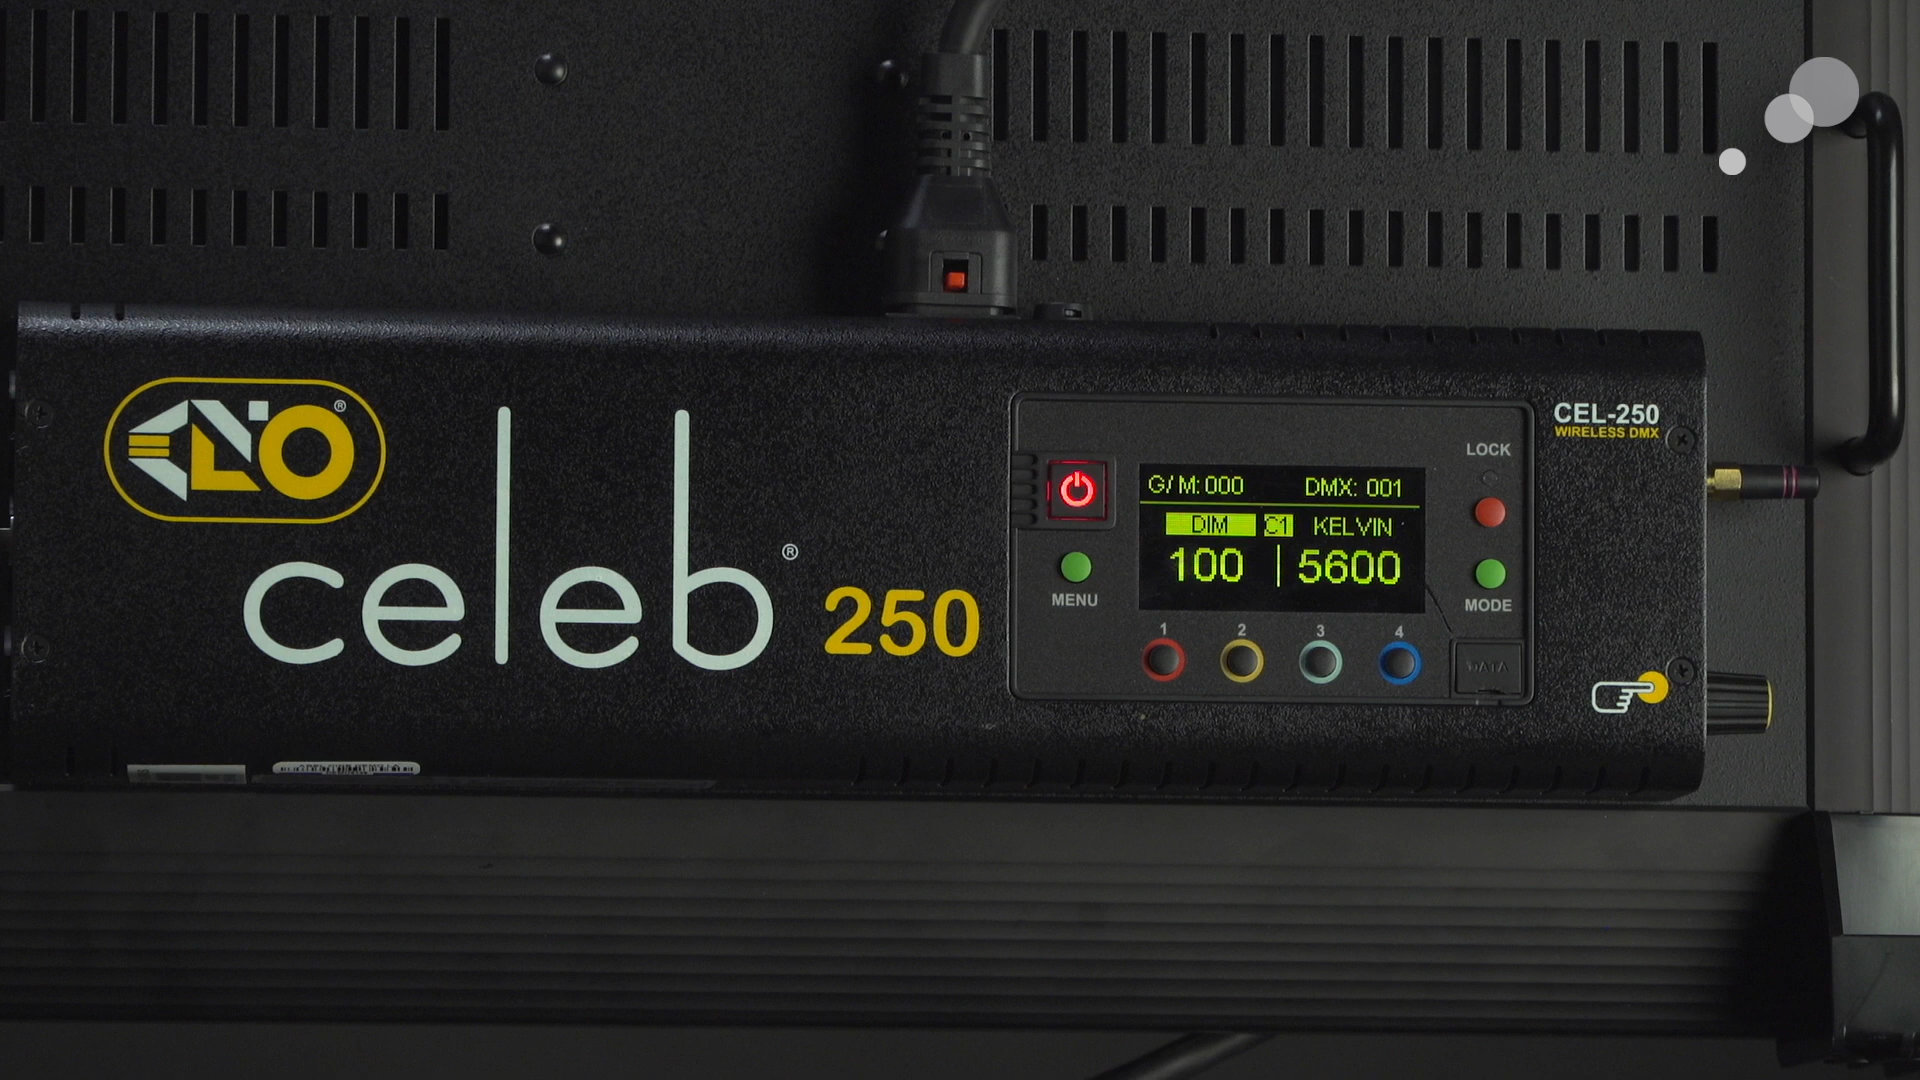 KINO
®
celeb®
250
CEL-250
WIRELESS DMX
LOCK
G/M:000 DMX: 001
DIM C1 KELVIN
100 | 5600
MENU
MODE
1 2 3 4
DATA